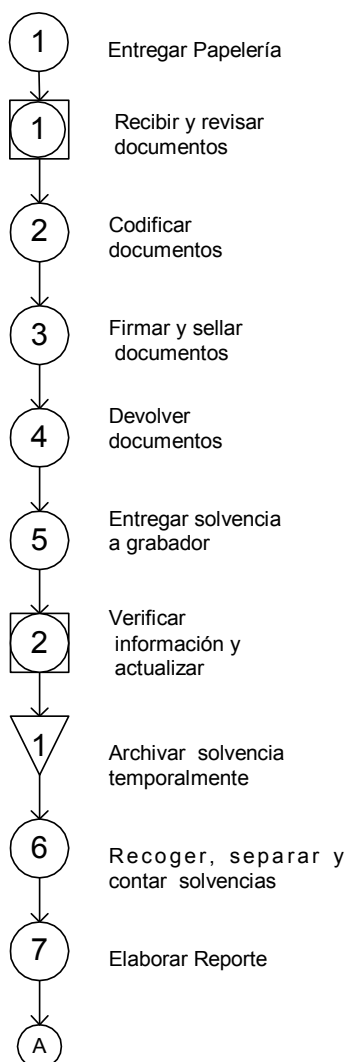 1
Entregar Papelería
1
Recibir y revisar
documentos
2
Codificar
documentos
3
Firmar y sellar
documentos
4
Devolver
documentos
5
Entregar solvencia
a grabador
2
Verificar
información y
actualizar
1
Archivar solvencia
temporalmente
6
Recoger, separar y
contar solvencias
7
Elaborar Reporte
A